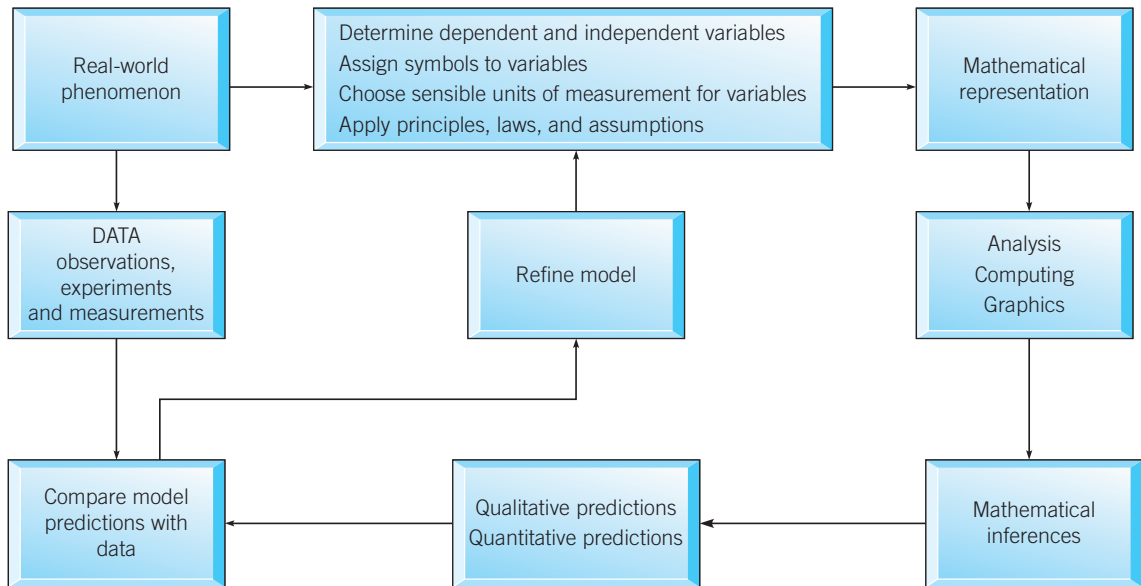 Real-world
phenomenon
Determine dependent and independent variables
Assign symbols to variables
Choose sensible units of measurement for variables
Apply principles, laws, and assumptions
Mathematical
representation
DATA
observations,
experiments
and measurements
Refine model
Analysis
Computing
Graphics
Compare model
predictions with
data
Qualitative predictions
Quantitative predictions
Mathematical
inferences